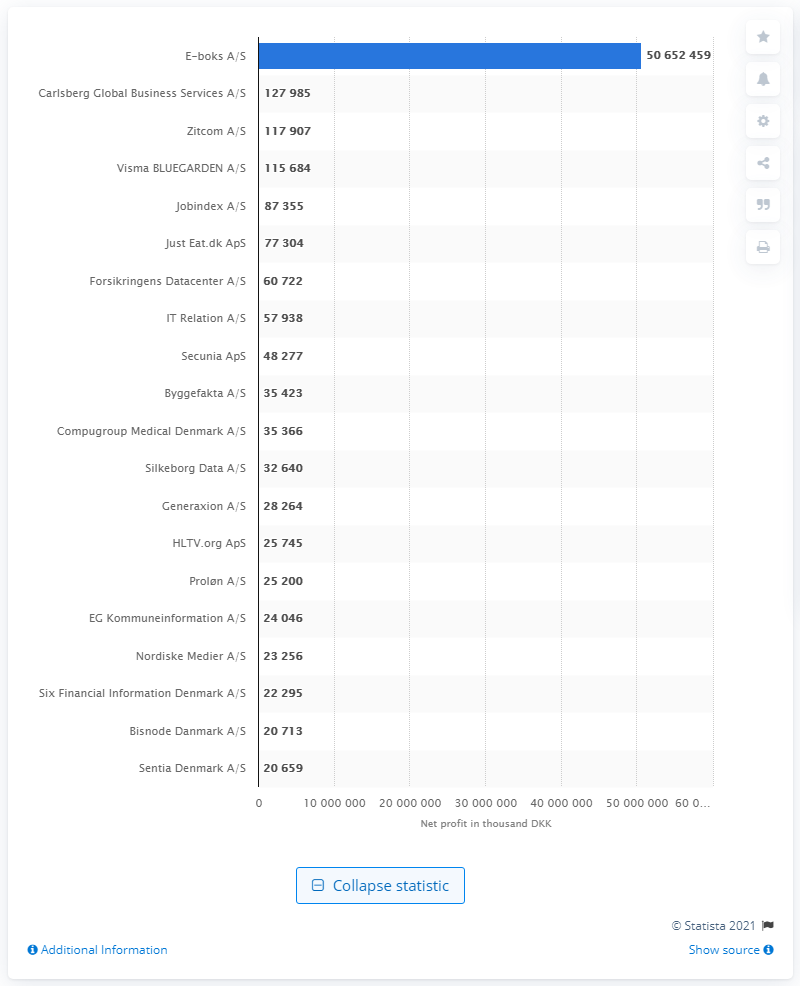 E-boks A/S 50 652 459
Carlsberg Global Business Services A/S 127 985
Zitcom A/S 117 907
Visma BLUEGARDEN A/S 115 684
Jobindex A/S 87 355
Just Eat.dk ApS 77 304
Forsikringens Datacenter A/S 60 722
IT Relation A/S 57 938
Secunia ApS 48 277
Byggefakta A/S 35 423
Compugroup Medical Denmark A/S 35 366
Silkeborg Data A/S 32 640
Generaxion A/S 28 264
HLTV.org ApS 25 745
Proløn A/S 25 200
EG Kommuneinformation A/S 24 046
Nordiske Medier A/S 23 256
Six Financial Information Denmark A/S 22 295
Bisnode Danmark A/S 20 713
Sentia Denmark A/S 20 659
0 10 000 000 20 000 000 30 000 000 40 000 000 50 000 000 60 0...
Net profit in thousand DKK
Collapse statistic
© Statista 2021
Additional Information Show source